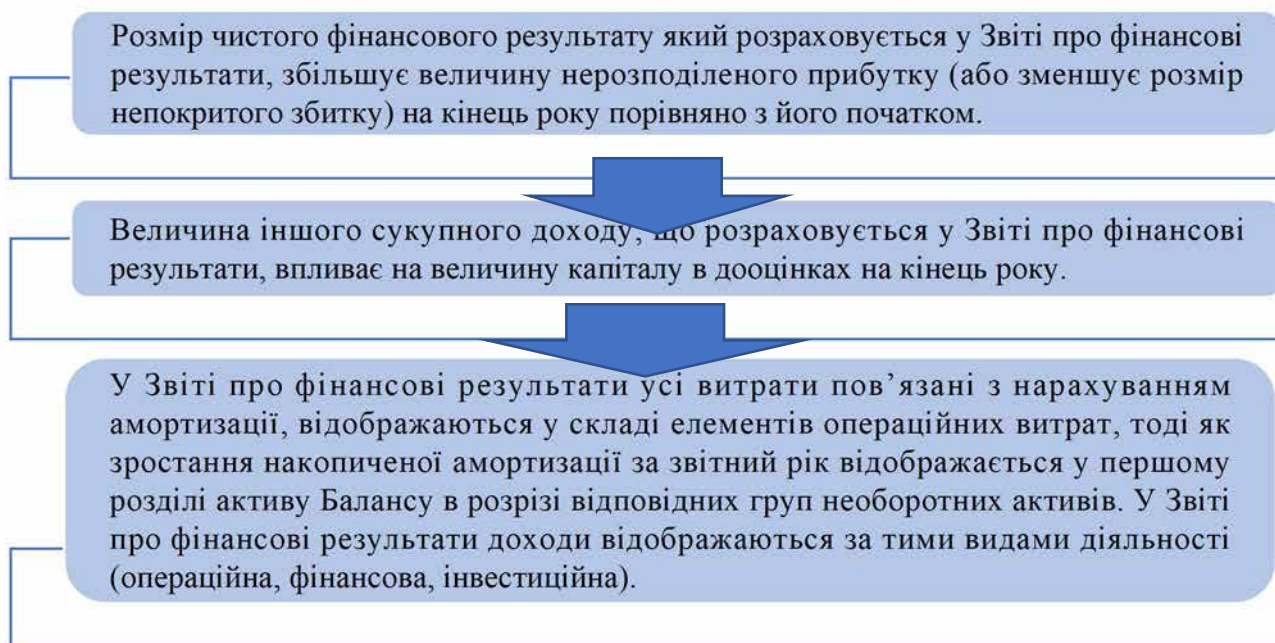 Розмір чистого фінансового результату який розраховується у Звіті про фінансові
результати, збільшує величину нерозподіленого прибутку (або зменшує розмір
непокритого збитку) на кінець року порівняно з його початком.
Величина іншого сукупного доходу, що розраховується у Звіті про фінансові
результати, впливає на величину капіталу в дооцінках на кінець року.
У Звіті про фінансові результати усі витрати пов’язані з нарахуванням
амортизації, відображаються у складі елементів операційних витрат, тоді як
зростання накопиченої амортизації за звітний рік відображається у першому
розділі активу Балансу в розрізі відповідних груп необоротних активів. У Звіті
про фінансові результати доходи відображаються за тими видами діяльності
(операційна, фінансова, інвестиційна).